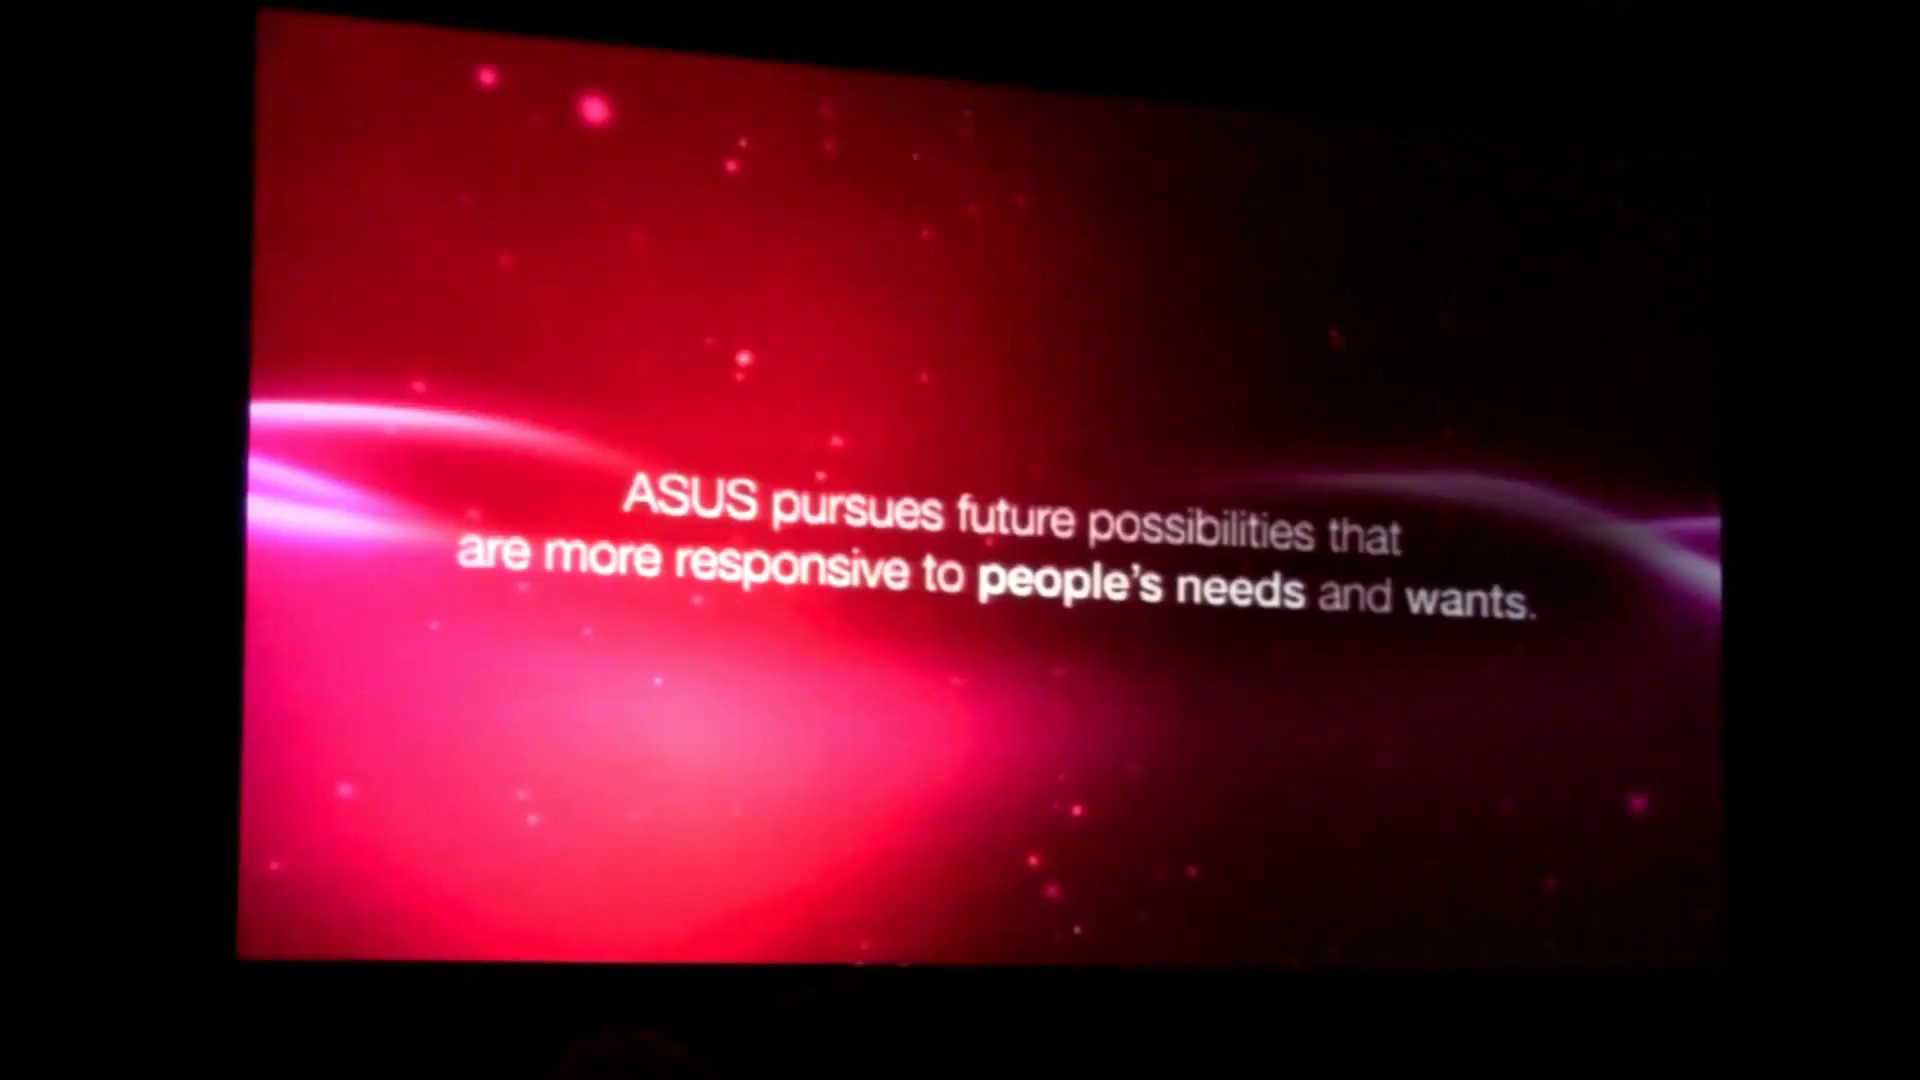 ASUS pursues future possibilities that
are more responsive to people's needs and wants.